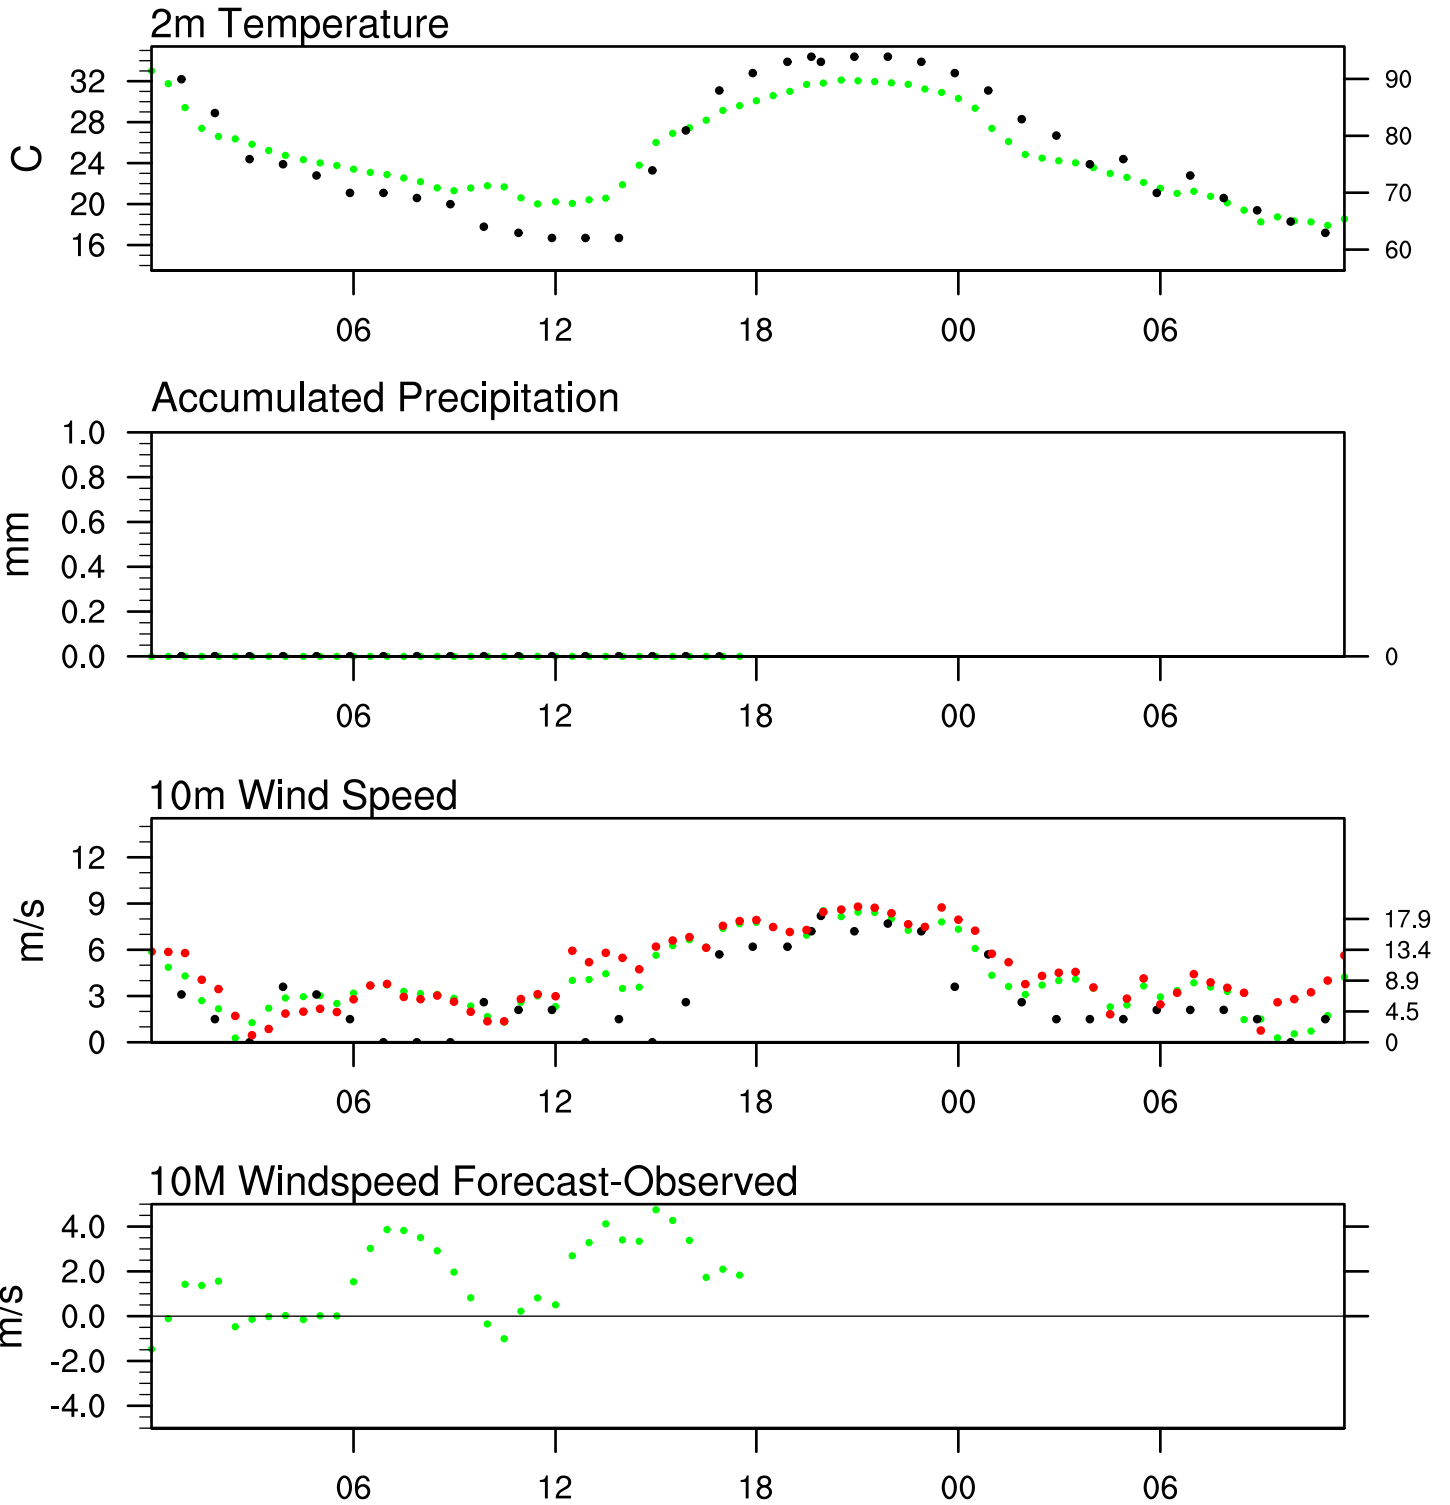 2m Temperature
32
28
24
20
16
C
90
80
70
60
06 12 18 00 06
Accumulated Precipitation
1.0
0.8
0.6
0.4
0.2
0.0
mm
0
06 12 18 00 06
10m Wind Speed
12
9
6
3
0
m/s
17.9
13.4
8.9
4.5
0
06 12 18 00 06
10M Windspeed Forecast-Observed
4.0
2.0
0.0
-2.0
-4.0
m/s
06 12 18 00 06